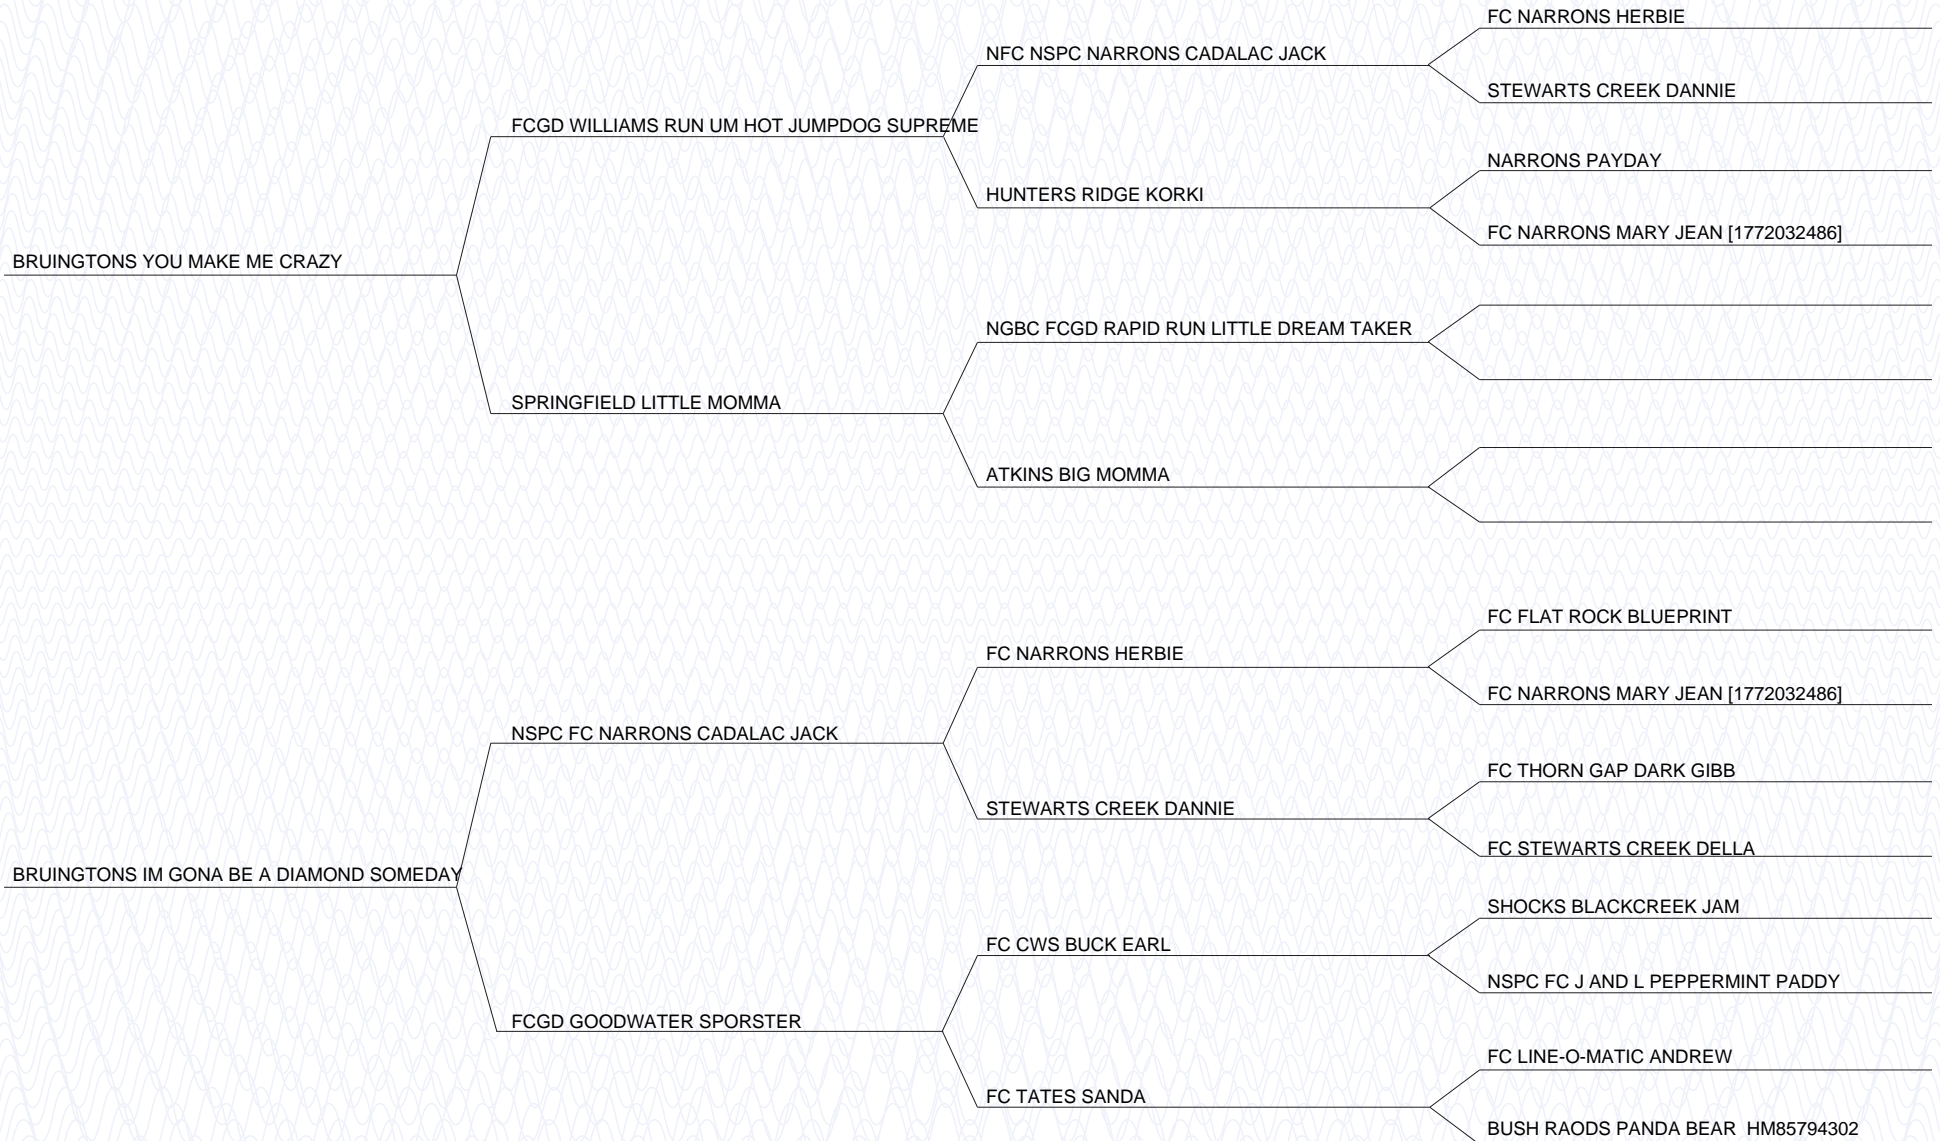 FC NARRONS HERBIE
NFC NSPC NARRONS CADALAC JACK
STEWARTS CREEK DANNIE
FCGD WILLIAMS RUN UM HOT JUMPDOG SUPREME
NARRONS PAYDAY
HUNTERS RIDGE KORKI
FC NARRONS MARY JEAN [1772032486]
BRUINGTONS YOU MAKE ME CRAZY
NGBC FCGD RAPID RUN LITTLE DREAM TAKER
SPRINGFIELD LITTLE MOMMA
ATKINS BIG MOMMA
FC FLAT ROCK BLUEPRINT
FC NARRONS HERBIE
FC NARRONS MARY JEAN [1772032486]
NSPC FC NARRONS CADALAC JACK
FC THORN GAP DARK GIBB
STEWARTS CREEK DANNIE
FC STEWARTS CREEK DELLA
BRUINGTONS IM GONA BE A DIAMOND SOMEDAY
SHOCKS BLACKCREEK JAM
FC CWS BUCK EARL
NSPC FC J AND L PEPPERMINT PADDY
FCGD GOODWATER SPORSTER
FC LINE-O-MATIC ANDREW
FC TATES SANDA
BUSH RAODS PANDA BEAR  HM85794302